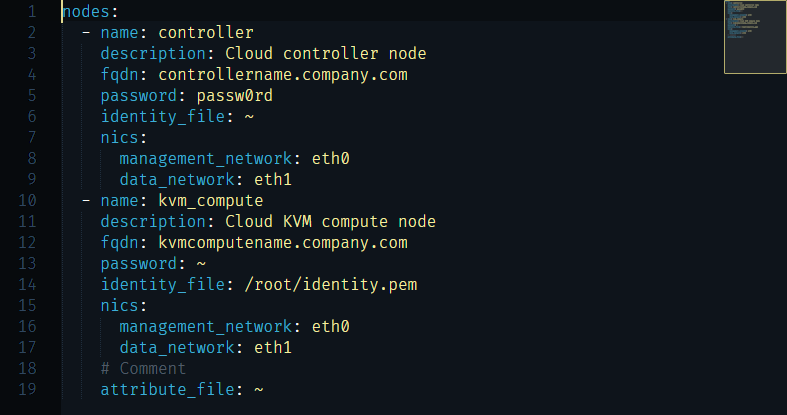 1 nodes:
2   - name: controller
3     description: Cloud controller node
4     fqdn: controllername.company.com
5     password: passw0rd
6     identity_file: ~
7     nics:
8       management_network: eth0
9       data_network: eth1
10   - name: kvm_compute
11     description: Cloud KVM compute node
12     fqdn: kvmcomputename.company.com
13     password: ~
14     identity_file: /root/identity.pem
15     nics:
16       management_network: eth0
17       data_network: eth1
18     # Comment
19     attribute_file: ~